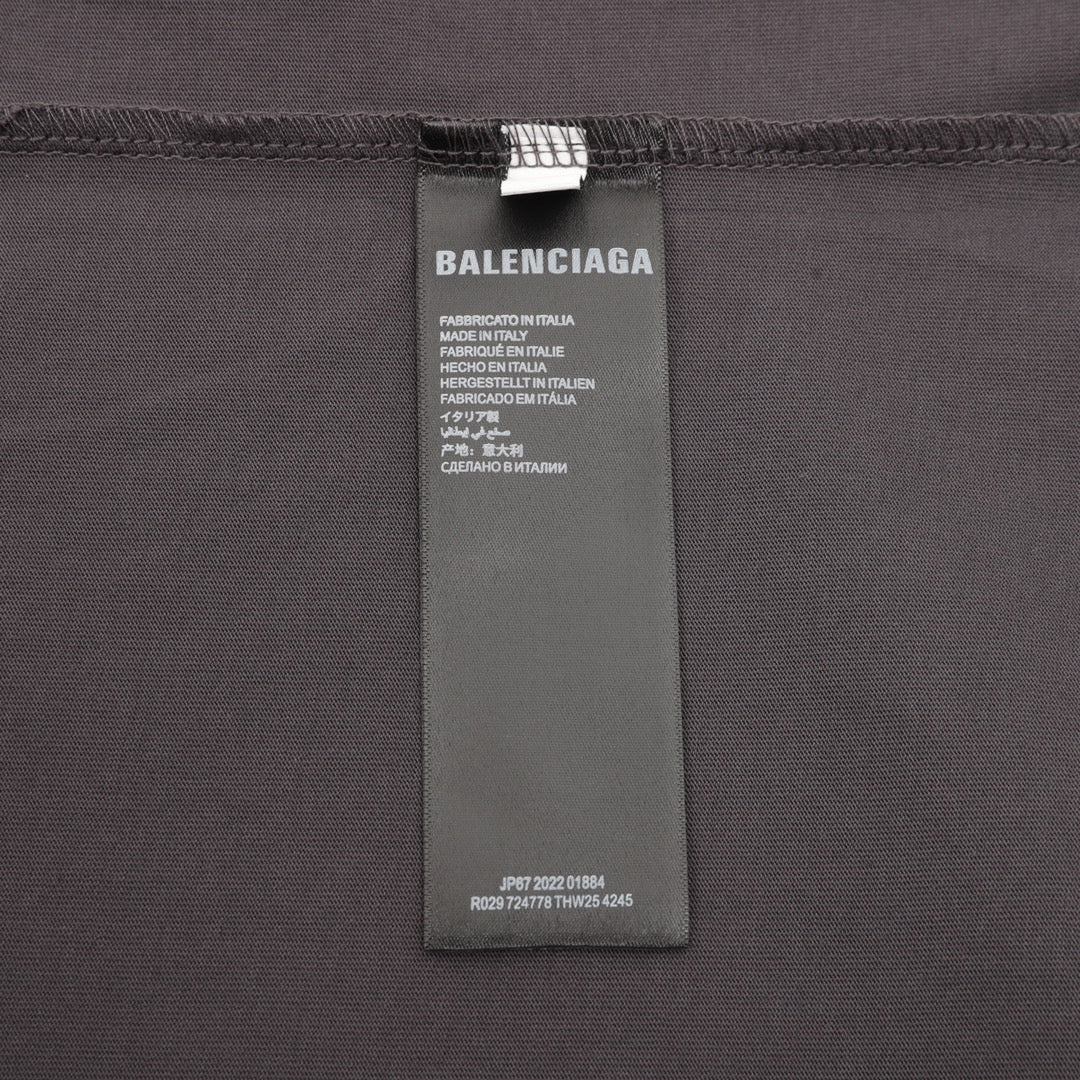 BALENCIAGA
FABBRICATO IN ITALIA
MADE IN ITALY
FABRIQUÉ EN ITALIE
HECHO EN ITALIA
HERGESTELLT IN ITALIEN
FABRICADO EM ITÁLIA
イタリア製
صنع في إيطاليا
产地：意大利
СДЕЛАНО В ИТАЛИИ
JP67 2022 01884
R029 724778 THW25 4245